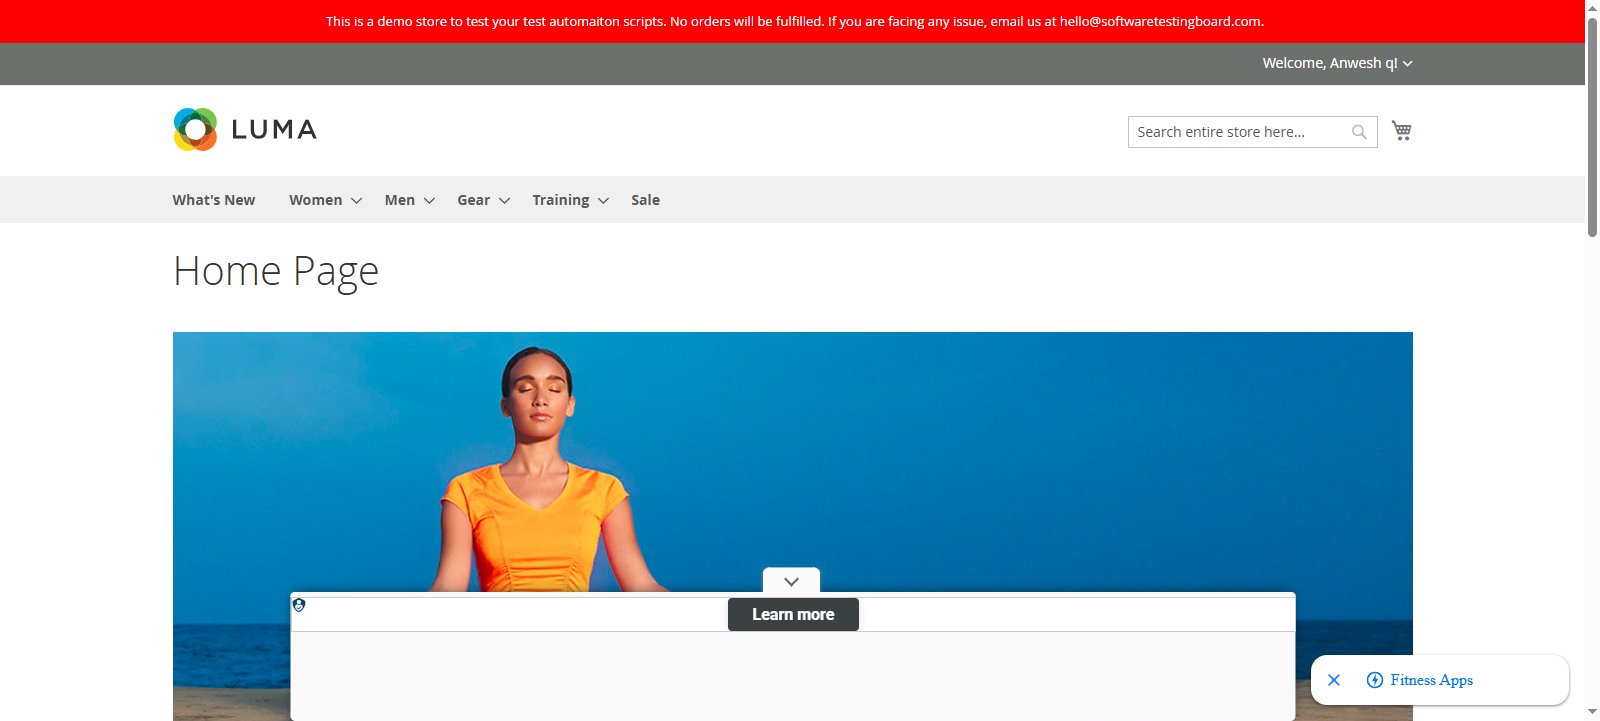 This is a demo store to test your test automaiton scripts. No orders will be fulfilled. If you are facing any issue, email us at hello@softwaretestingboard.com.
Welcome, Anwesh q!
LUMA
Search entire store here...
What's New Women Men Gear Training Sale
Home Page
Learn more
Fitness Apps